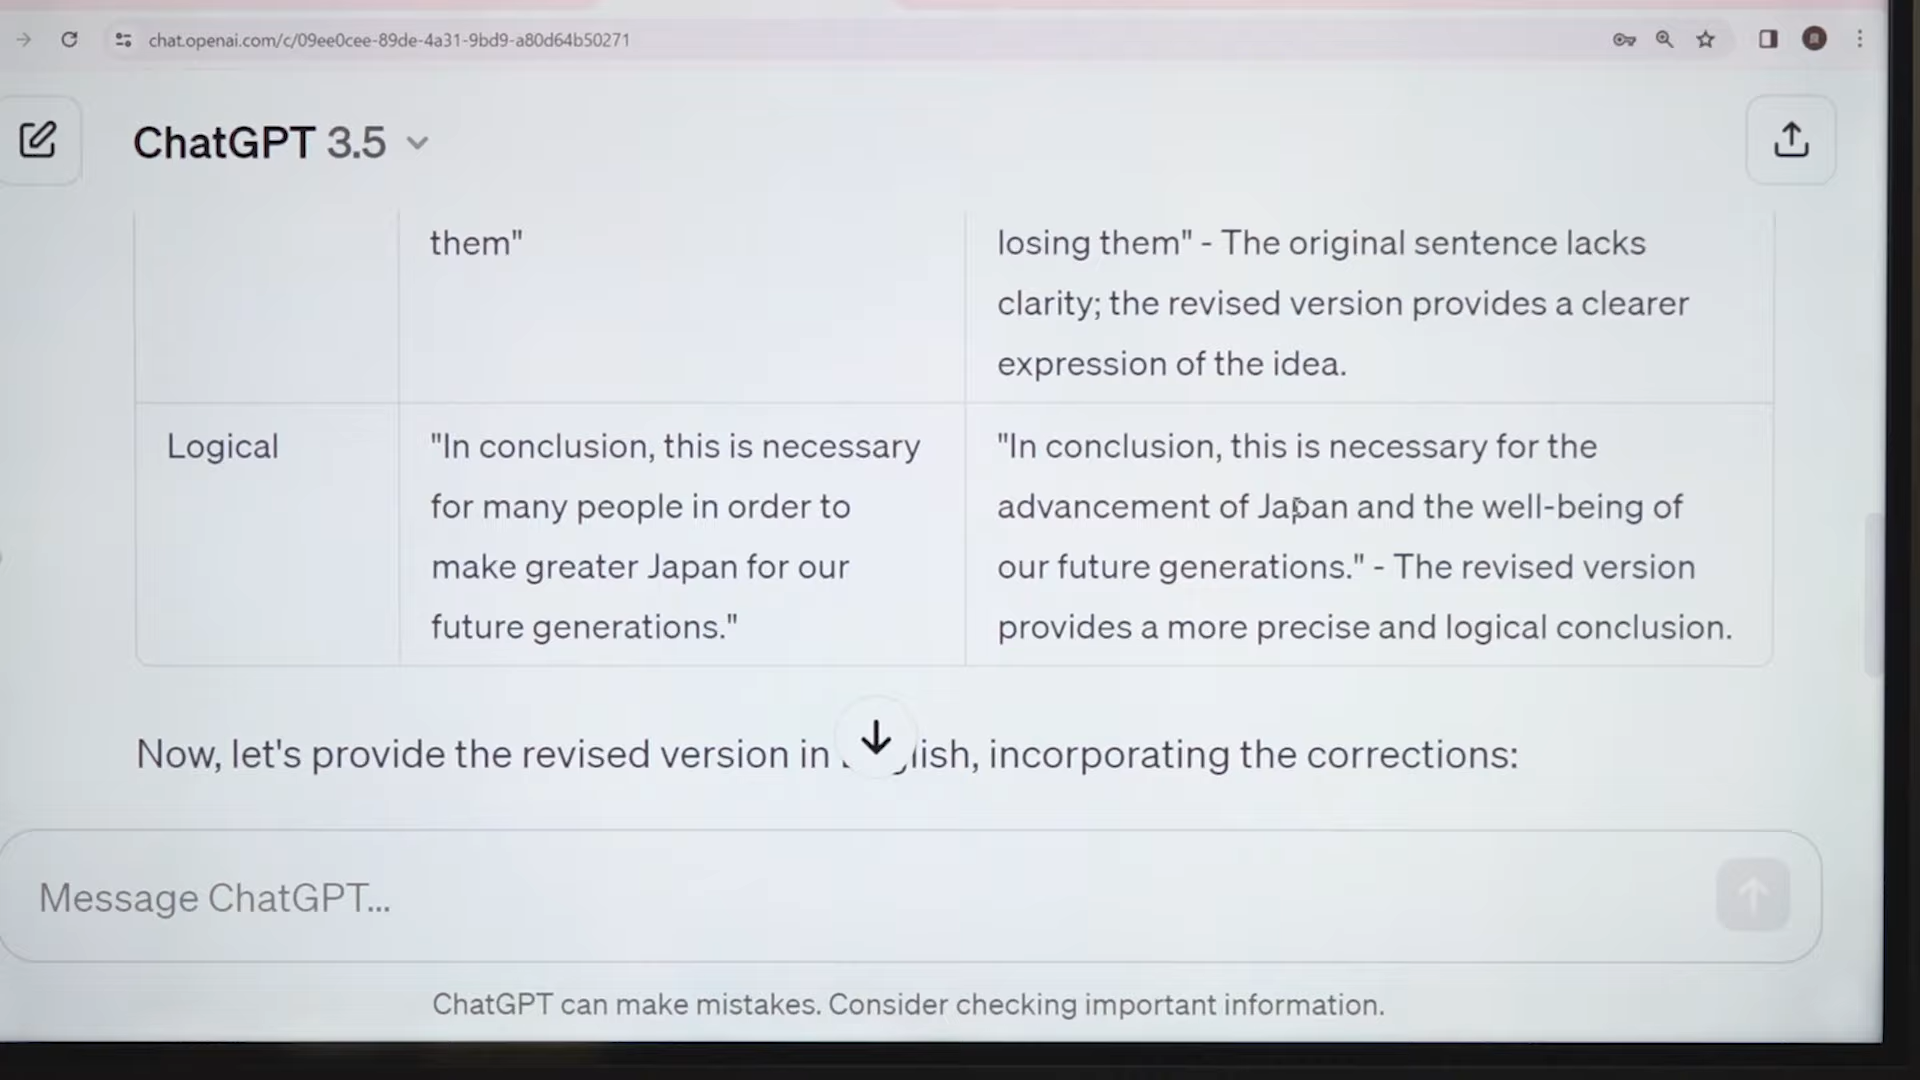 chat.openai.com/c/09ee0cee-89de-4a31-9bd9-a80d64b50271
ChatGPT 3.5
them"
losing them" - The original sentence lacks
clarity; the revised version provides a clearer
expression of the idea.
Logical
"In conclusion, this is necessary
for many people in order to
make greater Japan for our
future generations."
"In conclusion, this is necessary for the
advancement of Japan and the well-being of
our future generations." - The revised version
provides a more precise and logical conclusion.
Now, let's provide the revised version in lish, incorporating the corrections:
Message ChatGPT...
ChatGPT can make mistakes. Consider checking important information.